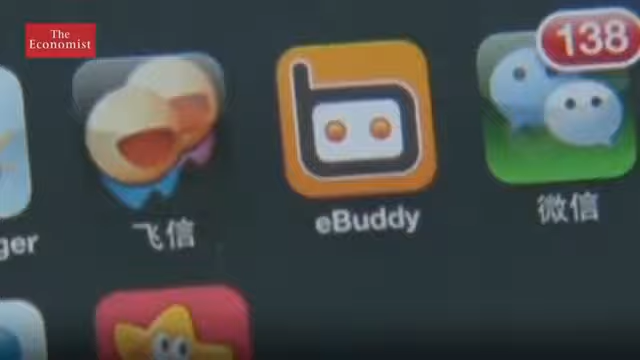 The
Economist
138
ger
飞信
eBuddy
微信